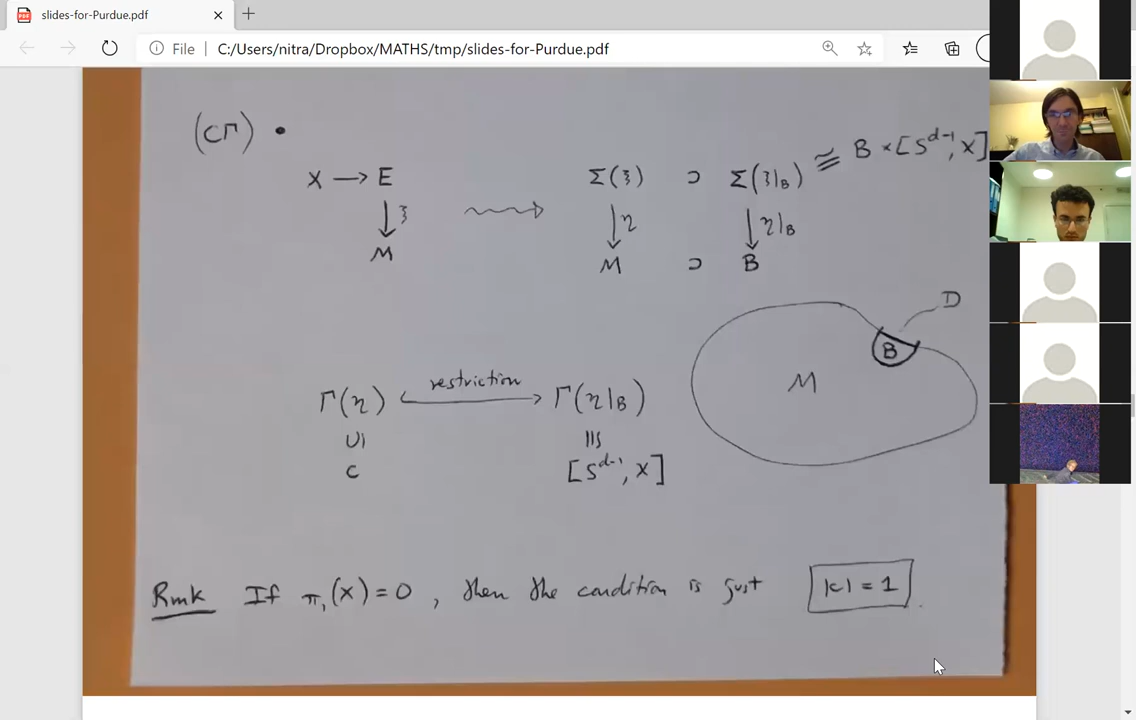 slides-for-Purdue.pdf
File | C:/Users/nitra/Dropbox/MATHS/tmp/slides-for-Purdue.pdf
(CΓ) •
X → E Σ(ξ) ⊃ Σ(ξ|B) ≅ B × [S^{d-1}, X]
↓ ξ ⇝ ↓ η ↓ η|B
M M ⊃ B
D
B
M
Γ(η) restriction Γ(η|B)
∪| ||S
C [S^{d-1}, X]
Rmk If π₁(X) = 0, then the condition is just |C| = 1.